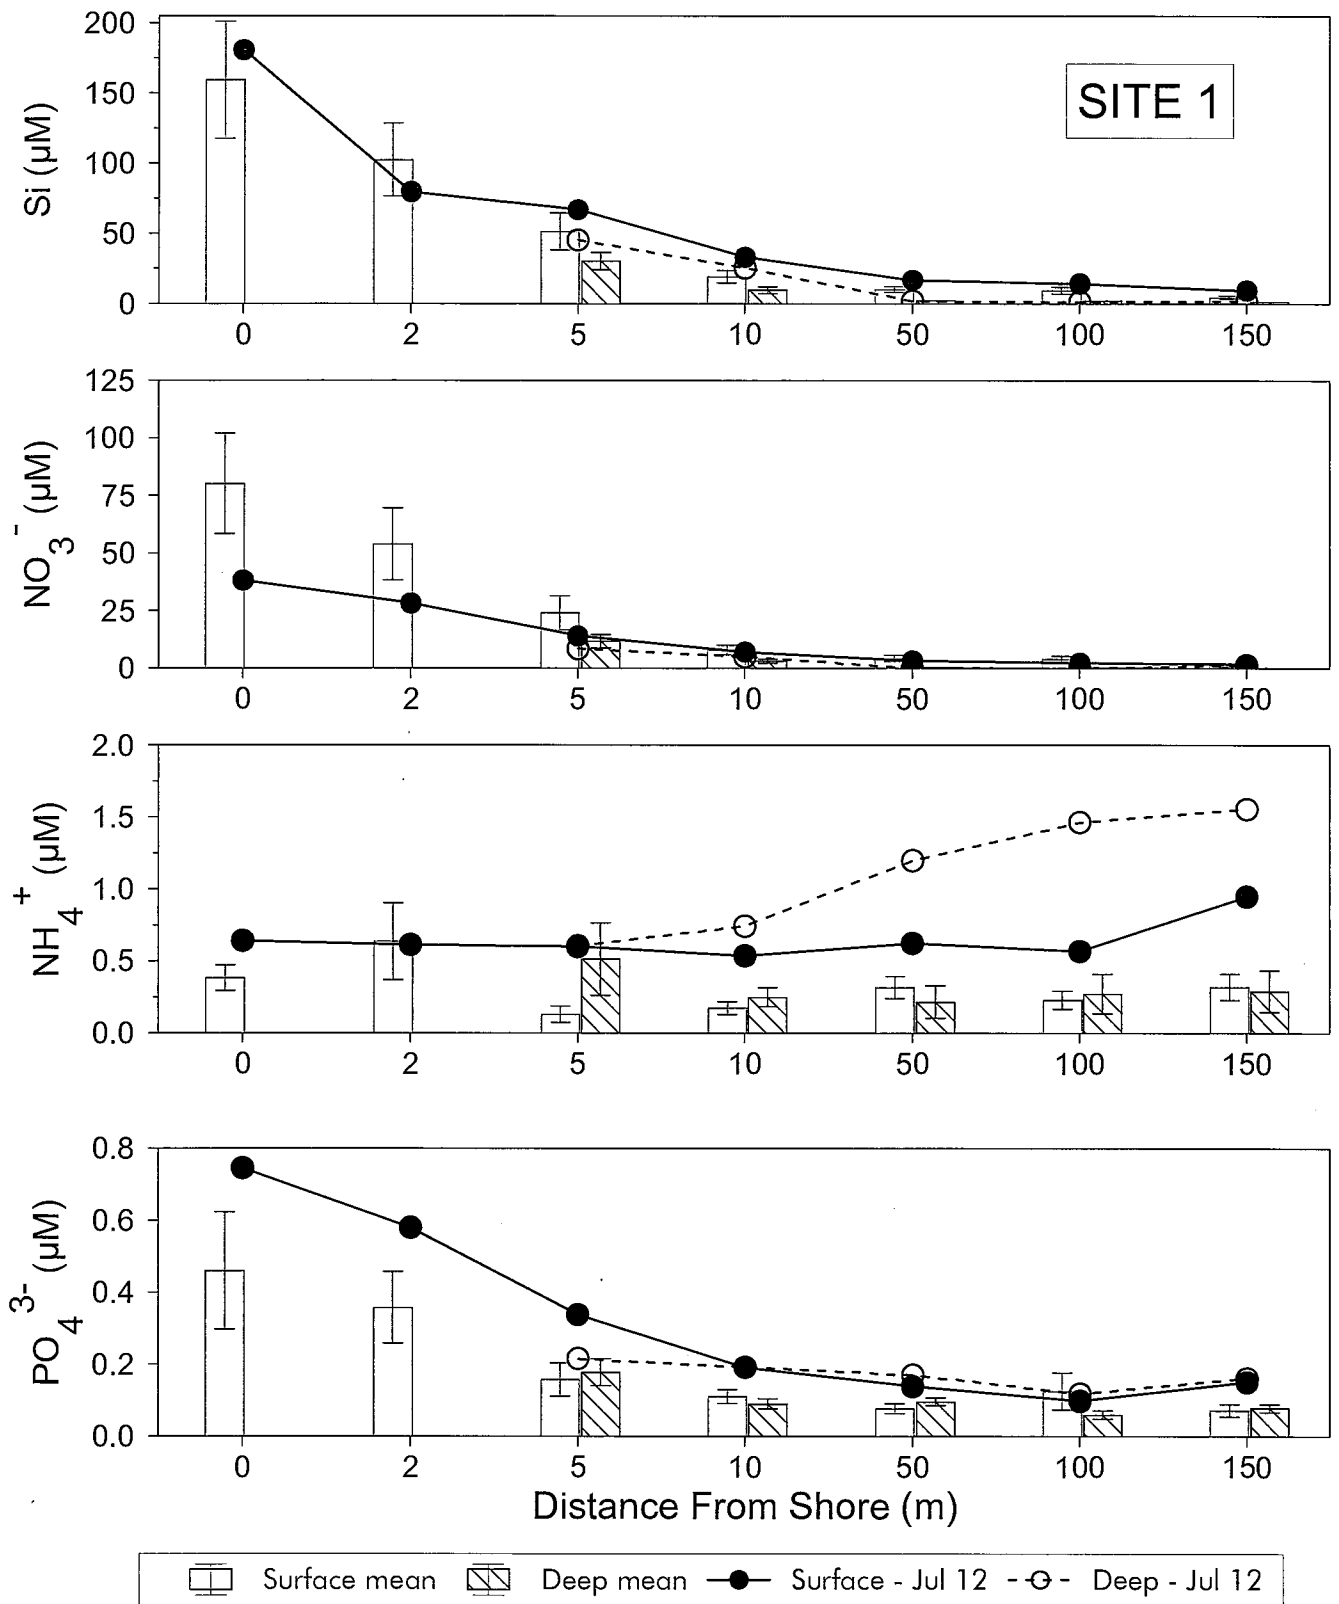 SITE 1
Si (µM)
200
150
100
50
0
0 2 5 10 50 100 150
NO3- (µM)
125
100
75
50
25
0
0 2 5 10 50 100 150
NH4+ (µM)
2.0
1.5
1.0
0.5
0.0
0 2 5 10 50 100 150
PO43- (µM)
0.8
0.6
0.4
0.2
0.0
0 2 5 10 50 100 150
Distance From Shore (m)
Surface mean Deep mean Surface - Jul 12 Deep - Jul 12